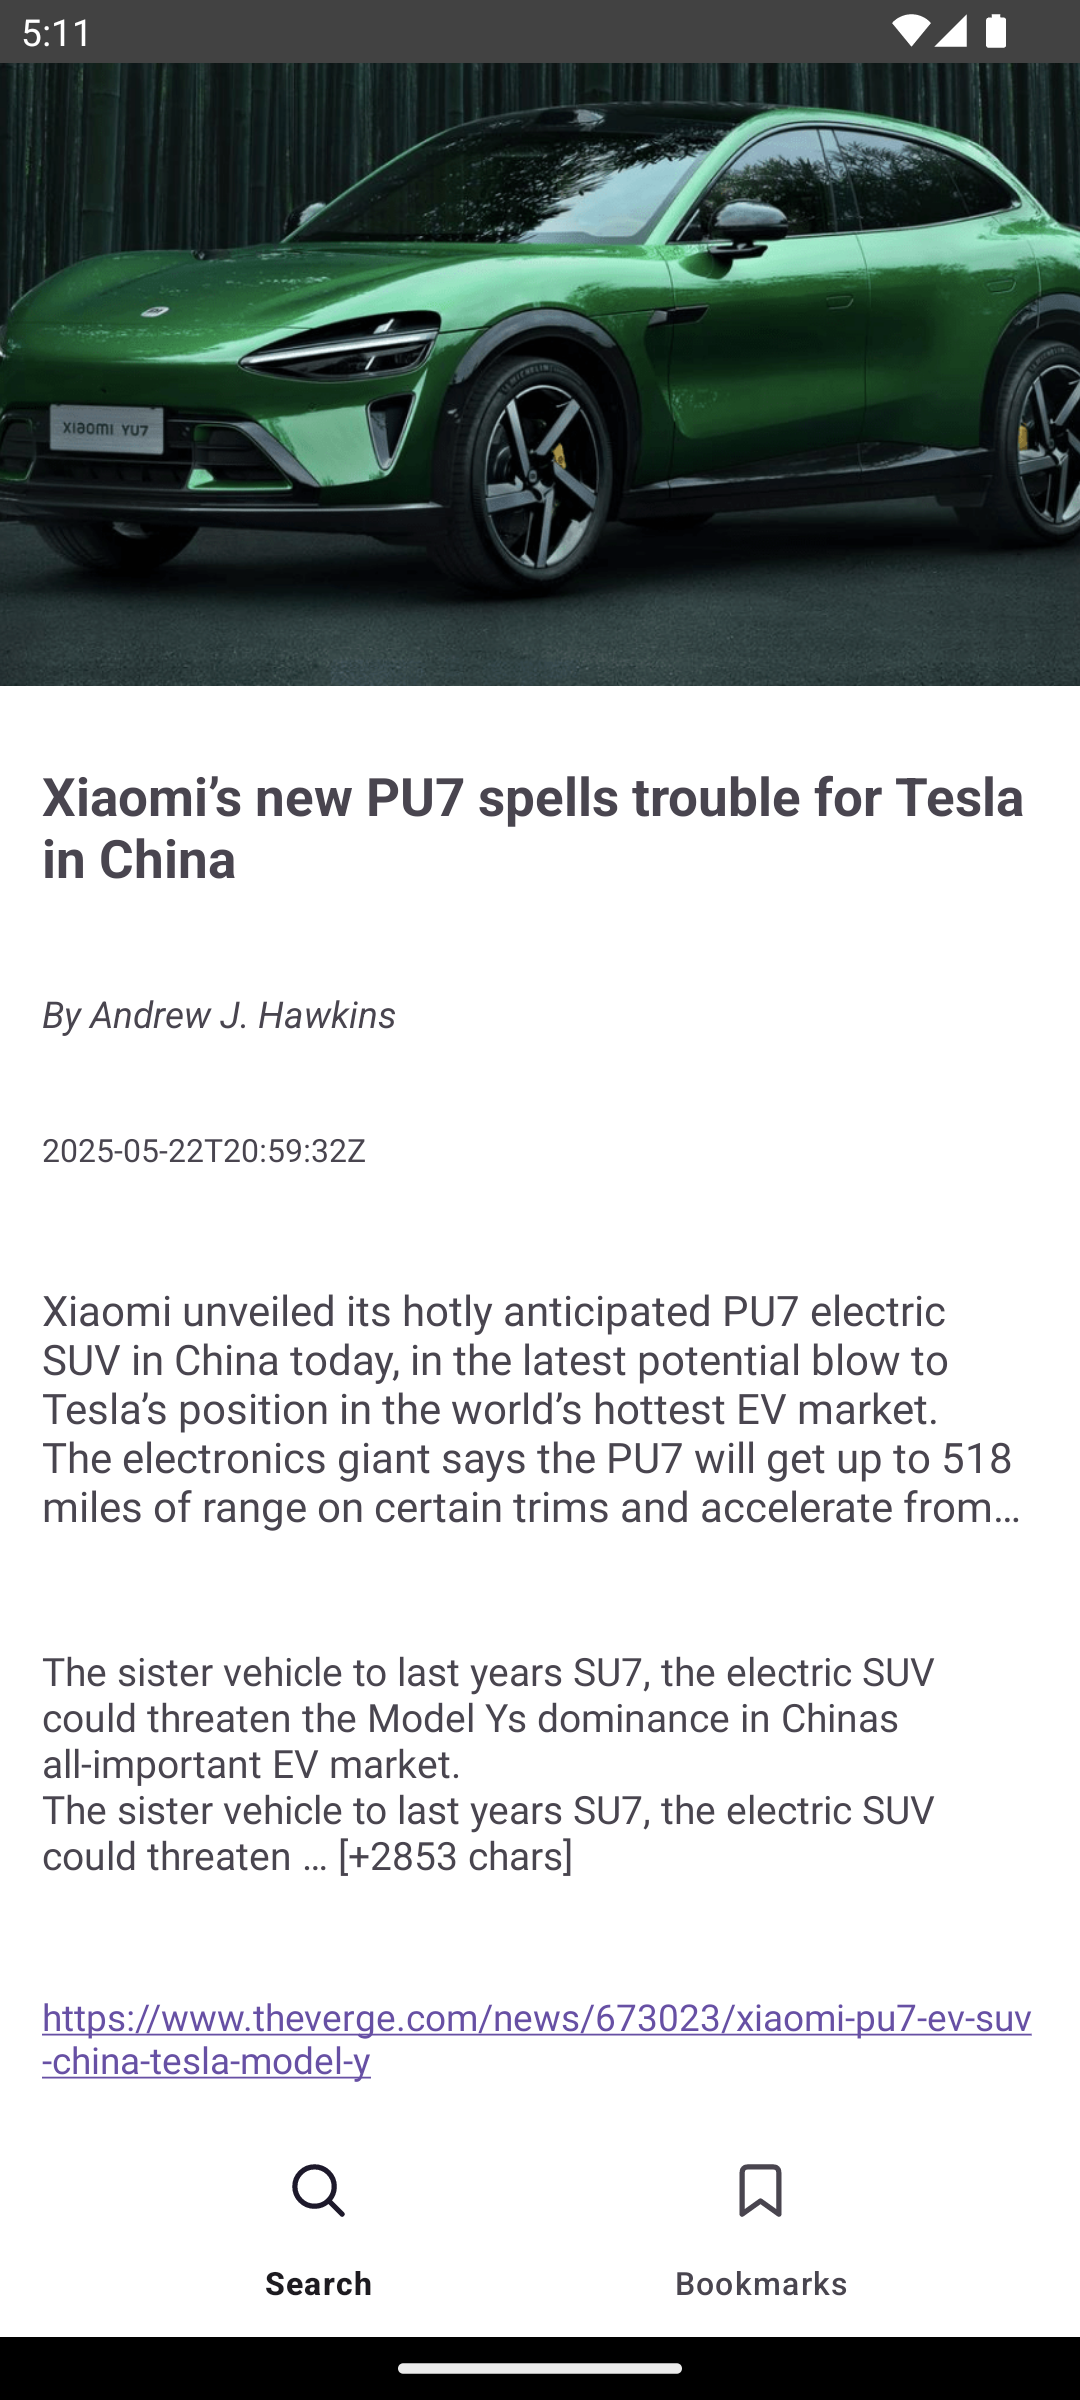 5:11
XIAOMI YU7
Xiaomi’s new PU7 spells trouble for Tesla
in China
By Andrew J. Hawkins
2025-05-22T20:59:32Z
Xiaomi unveiled its hotly anticipated PU7 electric
SUV in China today, in the latest potential blow to
Tesla’s position in the world’s hottest EV market.
The electronics giant says the PU7 will get up to 518
miles of range on certain trims and accelerate from…
The sister vehicle to last years SU7, the electric SUV
could threaten the Model Ys dominance in Chinas
all-important EV market.
The sister vehicle to last years SU7, the electric SUV
could threaten … [+2853 chars]
https://www.theverge.com/news/673023/xiaomi-pu7-ev-suv
-china-tesla-model-y
Search
Bookmarks